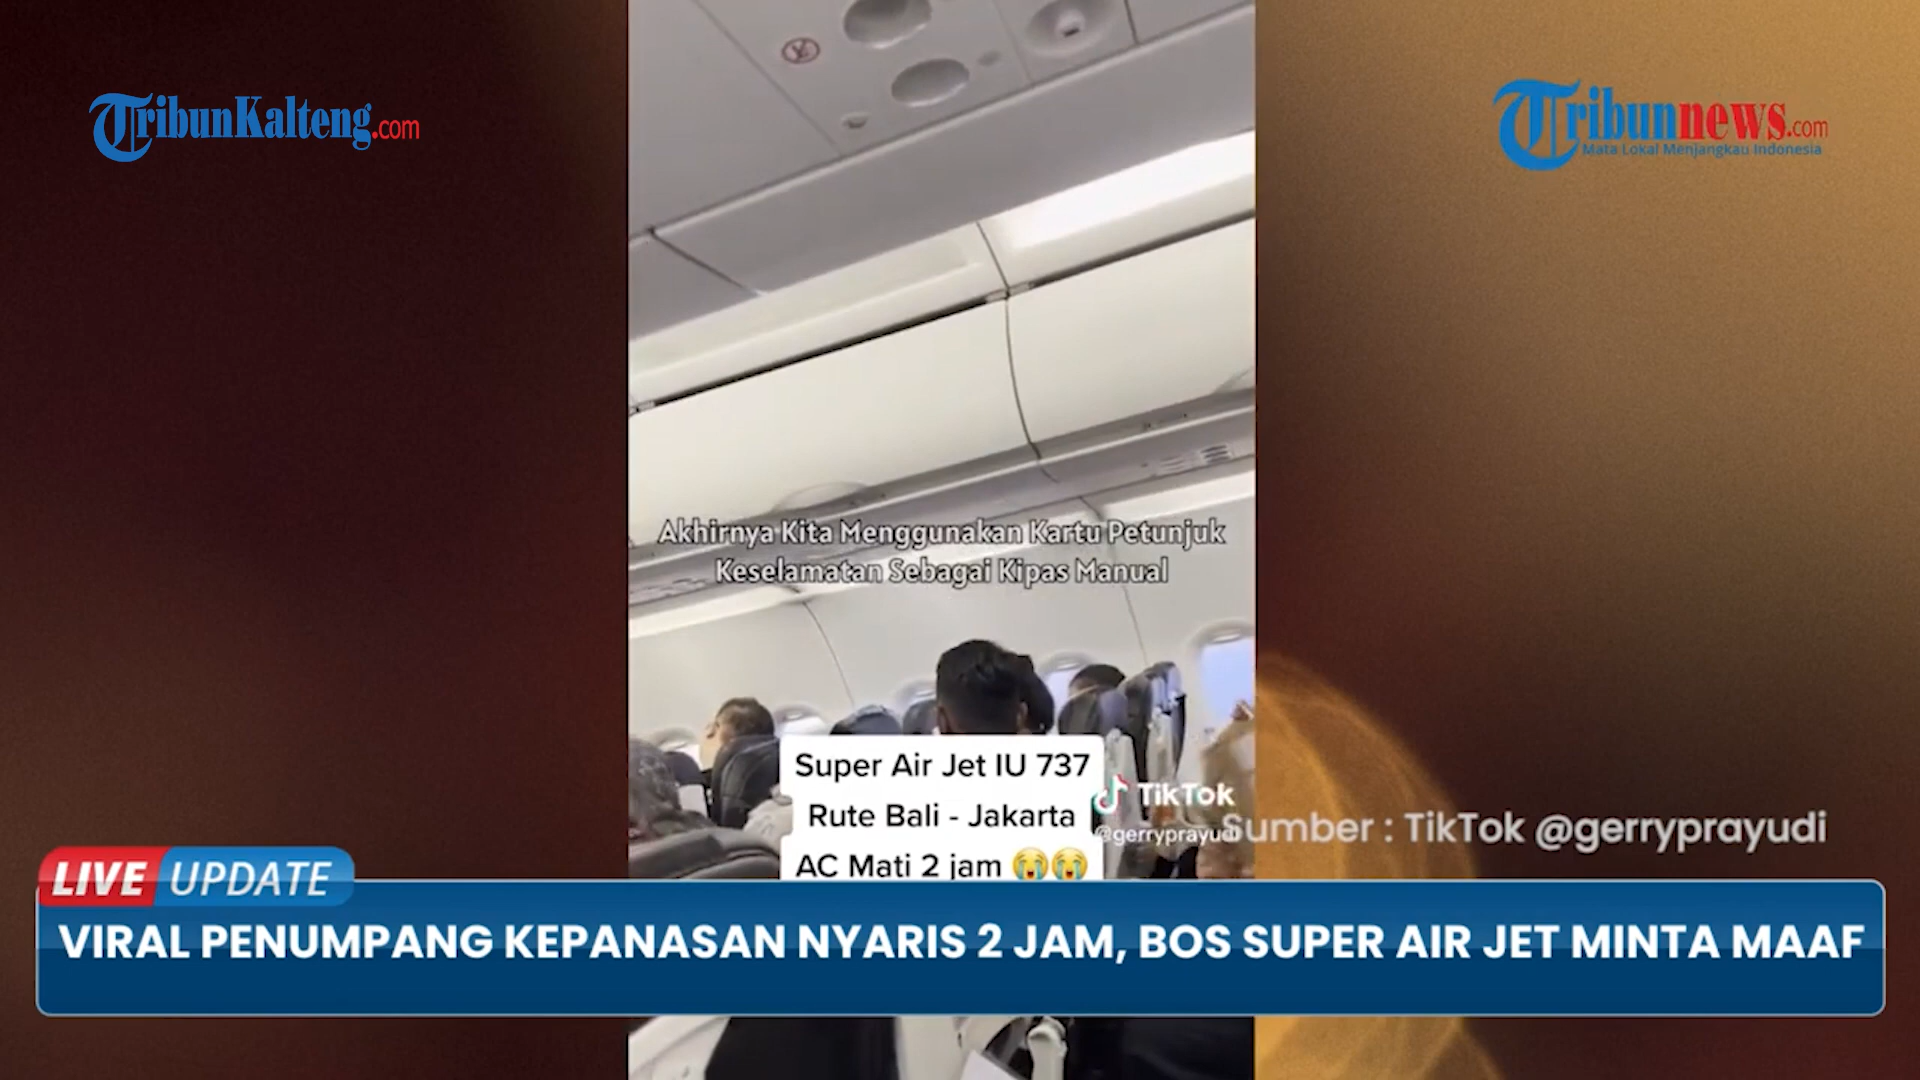 TribunKalteng.com
Tribunnews.com
Mata Lokal Menjangkau Indonesia
Akhirnya Kita Menggunakan Kartu Petunjuk
Keselamatan Sebagai Kipas Manual
Super Air Jet IU 737
Rute Bali - Jakarta
AC Mati 2 jam 😭😭
TikTok
@gerryprayudi
Sumber : TikTok @gerryprayudi
LIVE UPDATE
VIRAL PENUMPANG KEPANASAN NYARIS 2 JAM, BOS SUPER AIR JET MINTA MAAF